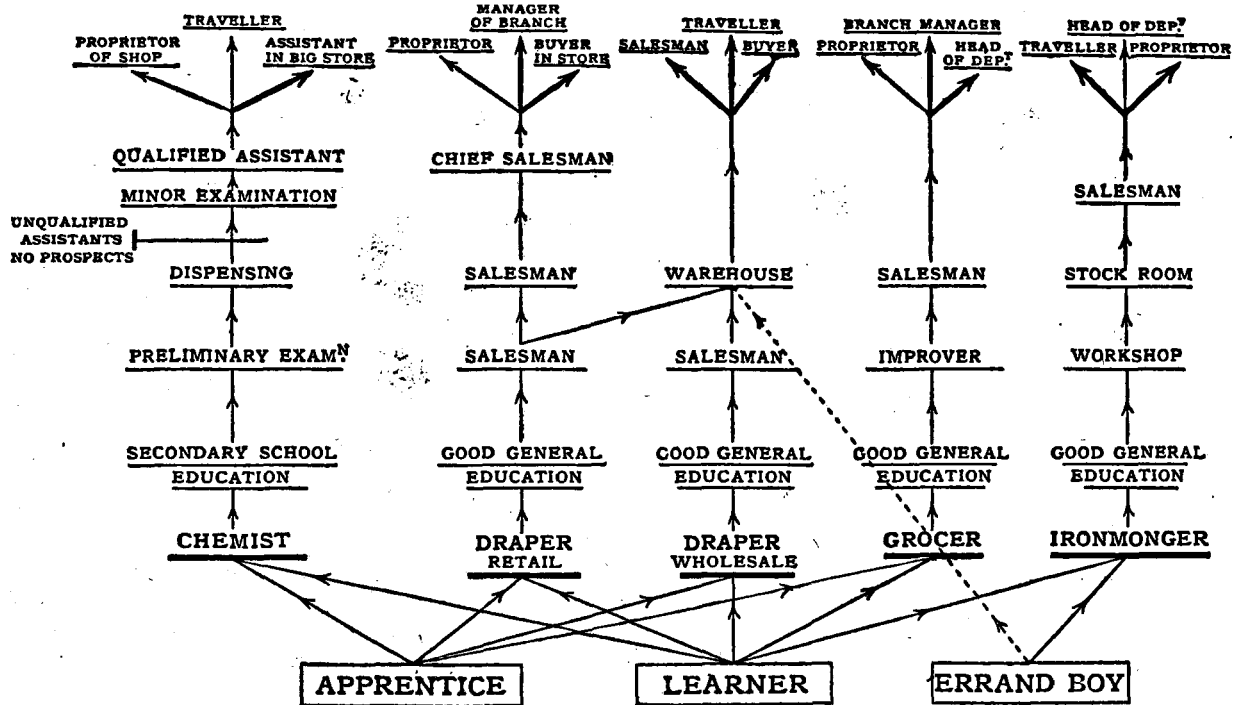 TRAVELLER
PROPRIETOR
OF SHOP
ASSISTANT
IN BIG STORE
MANAGER
OF BRANCH
PROPRIETOR
BUYER
IN STORE
TRAVELLER
SALESMAN
BUYER
BRANCH MANAGER
PROPRIETOR
HEAD
OF DEP.T
HEAD OF DEP.T
TRAVELLER
PROPRIETOR
QUALIFIED ASSISTANT
CHIEF SALESMAN
MINOR EXAMINATION
SALESMAN
UNQUALIFIED
ASSISTANTS
NO PROSPECTS
DISPENSING
SALESMAN
WAREHOUSE
SALESMAN
STOCK ROOM
PRELIMINARY EXAM.N
SALESMAN
SALESMAN
IMPROVER
WORKSHOP
SECONDARY SCHOOL
EDUCATION
GOOD GENERAL
EDUCATION
GOOD GENERAL
EDUCATION
GOOD GENERAL
EDUCATION
GOOD GENERAL
EDUCATION
CHEMIST
DRAPER
RETAIL
DRAPER
WHOLESALE
GROCER
IRONMONGER
APPRENTICE
LEARNER
ERRAND BOY